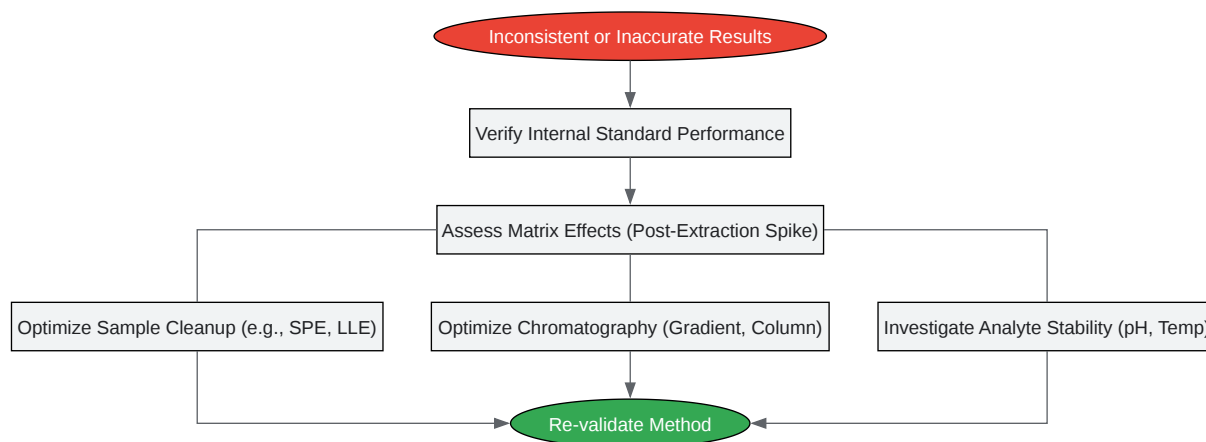 Inconsistent or Inaccurate Results
Verify Internal Standard Performance
Assess Matrix Effects (Post-Extraction Spike)
Optimize Sample Cleanup (e.g., SPE, LLE)
Optimize Chromatography (Gradient, Column)
Investigate Analyte Stability (pH, Temp)
Re-validate Method